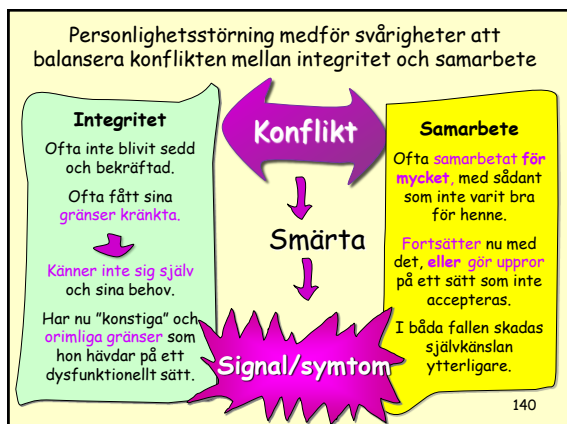 Personlighetsstörning medför svårigheter att
balansera konflikten mellan integritet och samarbete
Integritet
Ofta inte blivit sedd
och bekräftad.
Ofta fått sina
gränser kränkta.
Känner inte sig själv
och sina behov.
Har nu "konstiga" och
orimliga gränser som
hon hävdar på ett
dysfunktionellt sätt.
Konflikt
Smärta
Signal/symtom
Samarbete
Ofta samarbetat för
mycket, med sådant
som inte varit bra
för henne.
Fortsätter nu med
det, eller gör uppror
på ett sätt som inte
accepteras.
I båda fallen skadas
självkänslan
ytterligare.
140